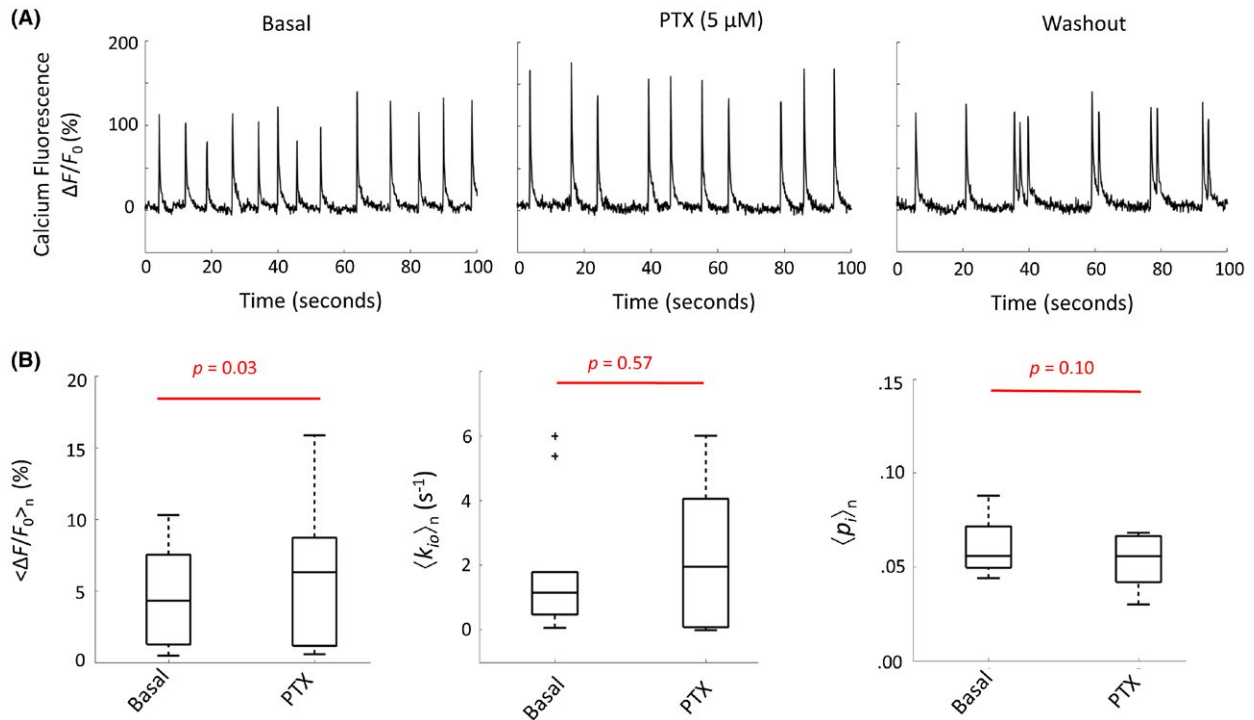 (A)
Basal
PTX (5 μM)
Washout
Calcium Fluorescence
ΔF/F₀ (%)
200
100
0
0 20 40 60 80 100
0 20 40 60 80 100
0 20 40 60 80 100
Time (seconds)
Time (seconds)
Time (seconds)
(B)
p = 0.03
<ΔF/F₀>ₙ (%)
20
15
10
5
0
Basal
PTX
p = 0.57
⟨kᵢₒ⟩ₙ (s⁻¹)
6
4
2
0
Basal
PTX
p = 0.10
⟨pᵢ⟩ₙ
.15
0.10
0.05
.00
Basal
PTX